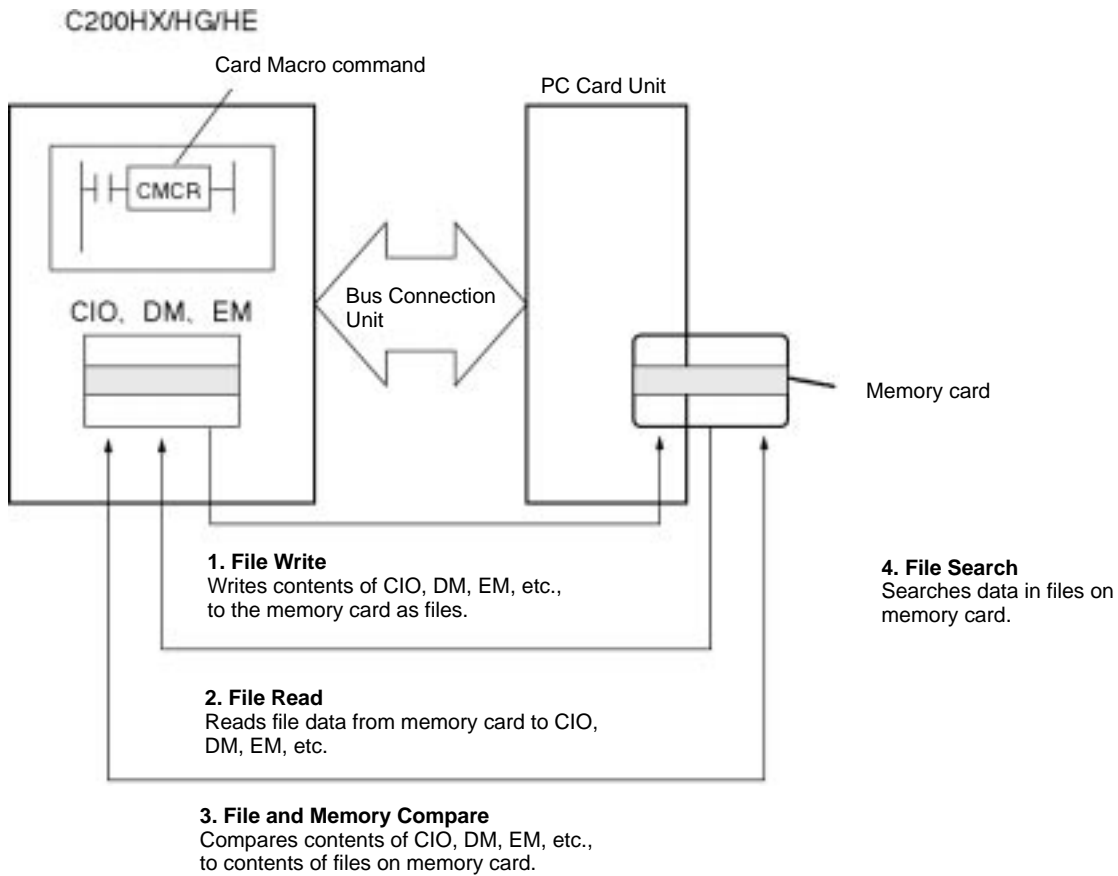 C200HX/HG/HE
Card Macro command
PC Card Unit
CMCR
CIO, DM, EM
Bus Connection
Unit
Memory card
1. File Write
Writes contents of CIO, DM, EM, etc.,
to the memory card as files.
4. File Search
Searches data in files on
memory card.
2. File Read
Reads file data from memory card to CIO,
DM, EM, etc.
3. File and Memory Compare
Compares contents of CIO, DM, EM, etc.,
to contents of files on memory card.